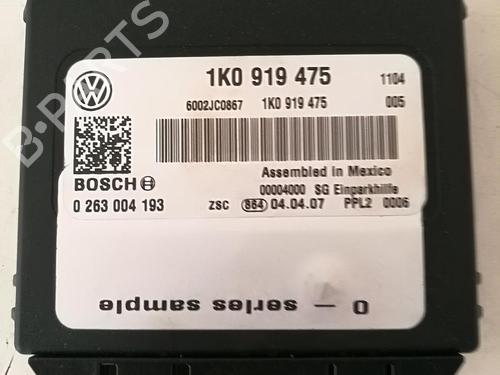 1K0 919 475 1104
6002JC0867 1K0 919 475 005
Assembled in Mexico
BOSCH 00004000 SG Einparkhilfe
0 263 004 193 ZSC 864 04.04.07 PPL2 0006
0 - series sample
B-PARTS